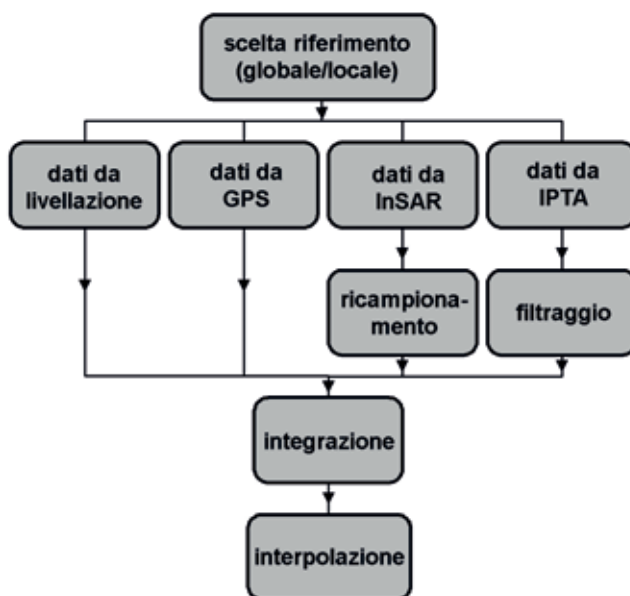 scelta riferimento
(globale/locale)
dati da
livellazione
dati da
GPS
dati da
InSAR
dati da
IPTA
ricampiona-
mento
filtraggio
integrazione
interpolazione